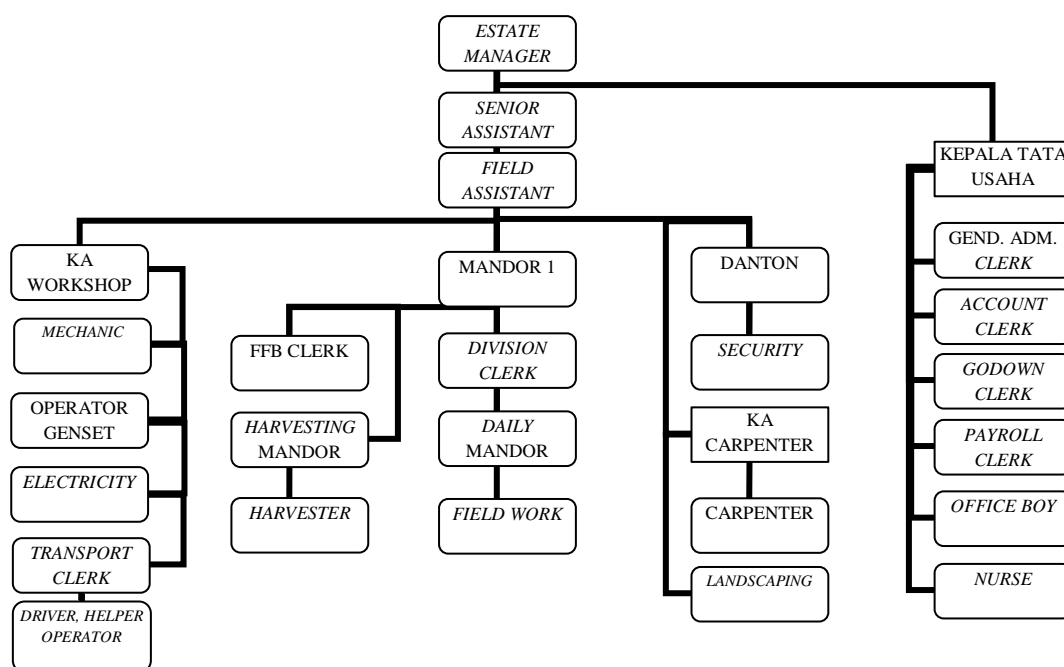 ESTATE
MANAGER
SENIOR
ASSISTANT
FIELD
ASSISTANT
KEPALA TATA
USAHA
KA
WORKSHOP
MECHANIC
OPERATOR
GENSET
ELECTRICITY
TRANSPORT
CLERK
DRIVER, HELPER
OPERATOR
MANDOR 1
FFB CLERK
HARVESTING
MANDOR
HARVESTER
DIVISION
CLERK
DAILY
MANDOR
FIELD WORK
DANTON
SECURITY
KA
CARPENTER
CARPENTER
LANDSCAPING
GEND. ADM.
CLERK
ACCOUNT
CLERK
GODOWN
CLERK
PAYROLL
CLERK
OFFICE BOY
NURSE